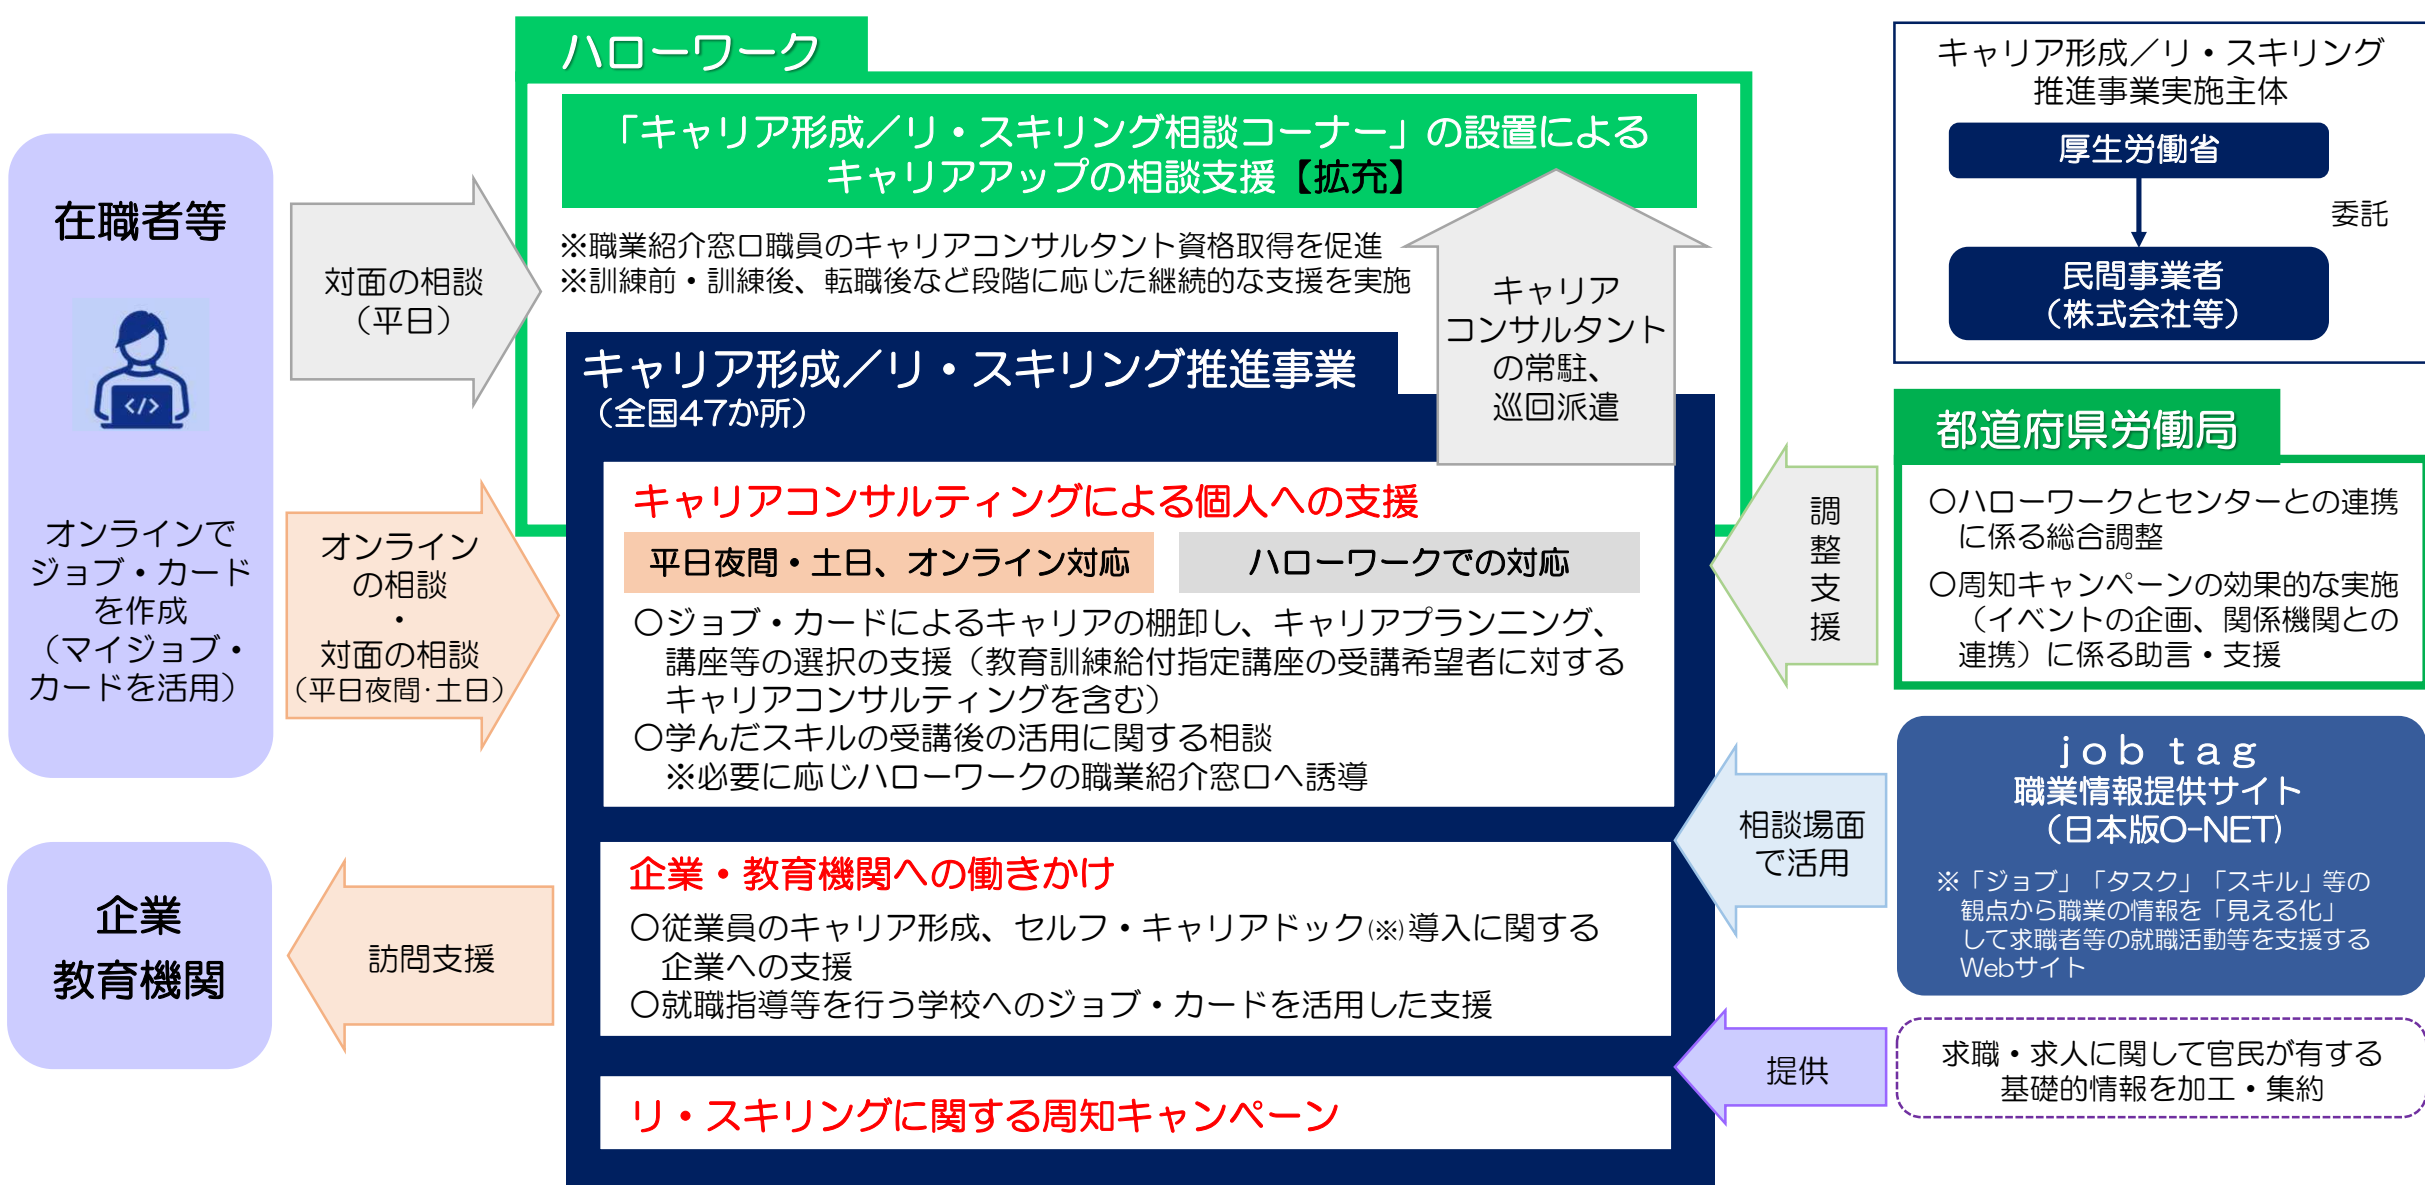 ハローワーク
「キャリア形成／リ・スキリング相談コーナー」の設置による
キャリアアップの相談支援【拡充】
※職業紹介窓口職員のキャリアコンサルタント資格取得を促進
※訓練前・訓練後、転職後など段階に応じた継続的な支援を実施
在職者等
</>
オンラインで
ジョブ・カード
を作成
（マイジョブ・
カードを活用）
対面の相談
（平日）
オンライン
の相談
・
対面の相談
（平日夜間･土日）
キャリア
コンサルタント
の常駐、
巡回派遣
キャリア形成／リ・スキリング推進事業
（全国47か所）
キャリアコンサルティングによる個人への支援
平日夜間・土日、オンライン対応
ハローワークでの対応
○ジョブ・カードによるキャリアの棚卸し、キャリアプランニング、
講座等の選択の支援（教育訓練給付指定講座の受講希望者に対する
キャリアコンサルティングを含む）
○学んだスキルの受講後の活用に関する相談
※必要に応じハローワークの職業紹介窓口へ誘導
企業・教育機関への働きかけ
○従業員のキャリア形成、セルフ・キャリアドック(※)導入に関する
企業への支援
○就職指導等を行う学校へのジョブ・カードを活用した支援
リ・スキリングに関する周知キャンペーン
企業
教育機関
訪問支援
キャリア形成／リ・スキリング
推進事業実施主体
厚生労働省
委託
民間事業者
（株式会社等）
都道府県労働局
○ハローワークとセンターとの連携
に係る総合調整
○周知キャンペーンの効果的な実施
（イベントの企画、関係機関との
連携）に係る助言・支援
調
整
支
援
job tag
職業情報提供サイト
（日本版O-NET)
※「ジョブ」「タスク」「スキル」等の
観点から職業の情報を「見える化」
して求職者等の就職活動等を支援する
Webサイト
相談場面
で活用
提供
求職・求人に関して官民が有する
基礎的情報を加工・集約